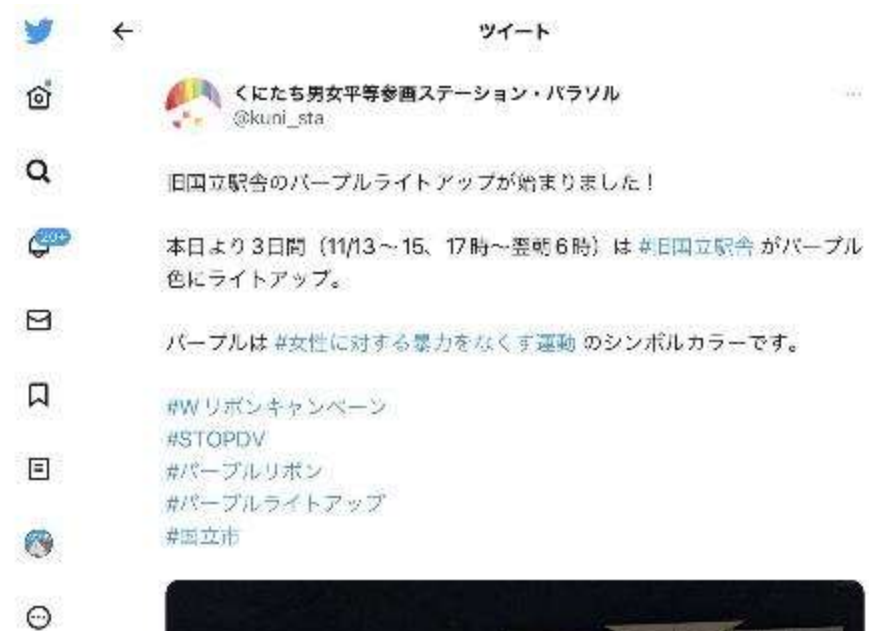 ツイート
くにたち男女平等参画ステーション・パラソル
@kuni_sta
旧国立駅舎のパープルライトアップが始まりました！
本日より3日間（11/13～15、17時～翌朝6時）は #旧国立駅舎 がパープル
色にライトアップ。
パープルは #女性に対する暴力をなくす運動 のシンボルカラーです。
#Wリボンキャンペーン
#STOPDV
#パープルリボン
#パープルライトアップ
#国立市
20+